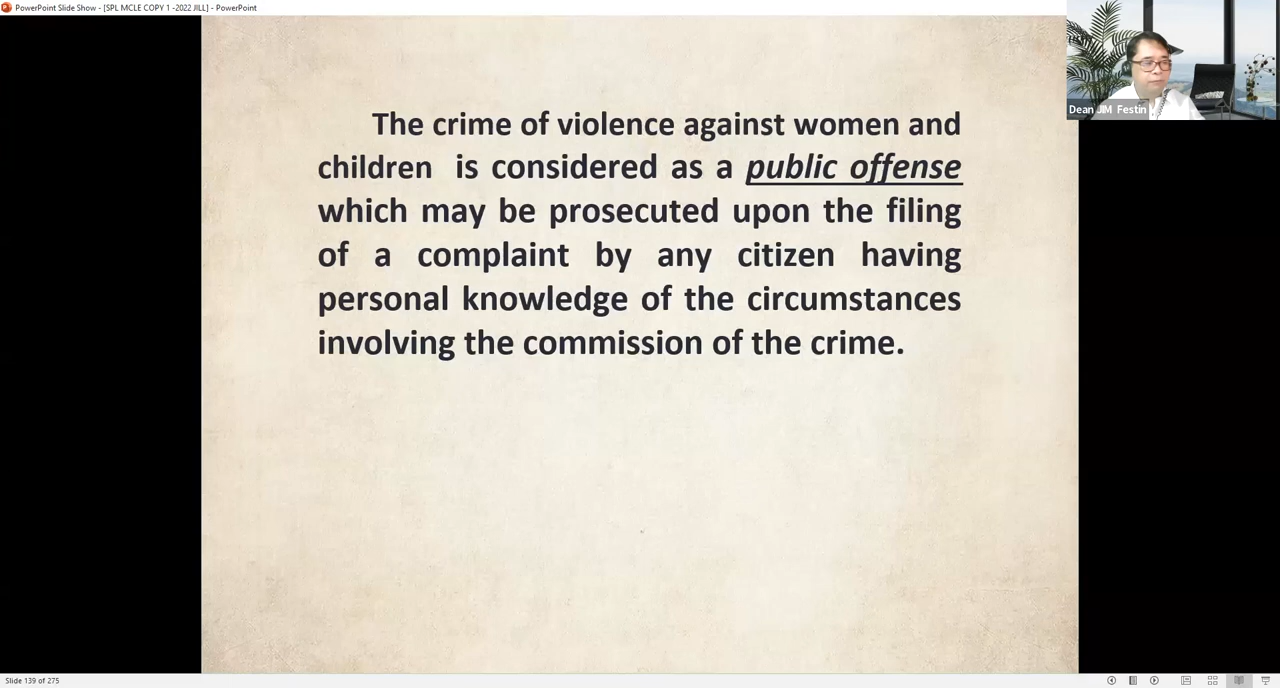 PowerPoint Slide Show - [SPL MCLE COPY 1 -2022 JILL] - PowerPoint
Dean JIM Festin
The crime of violence against women and
children is considered as a public offense
which may be prosecuted upon the filing
of a complaint by any citizen having
personal knowledge of the circumstances
involving the commission of the crime.
Slide 139 of 275